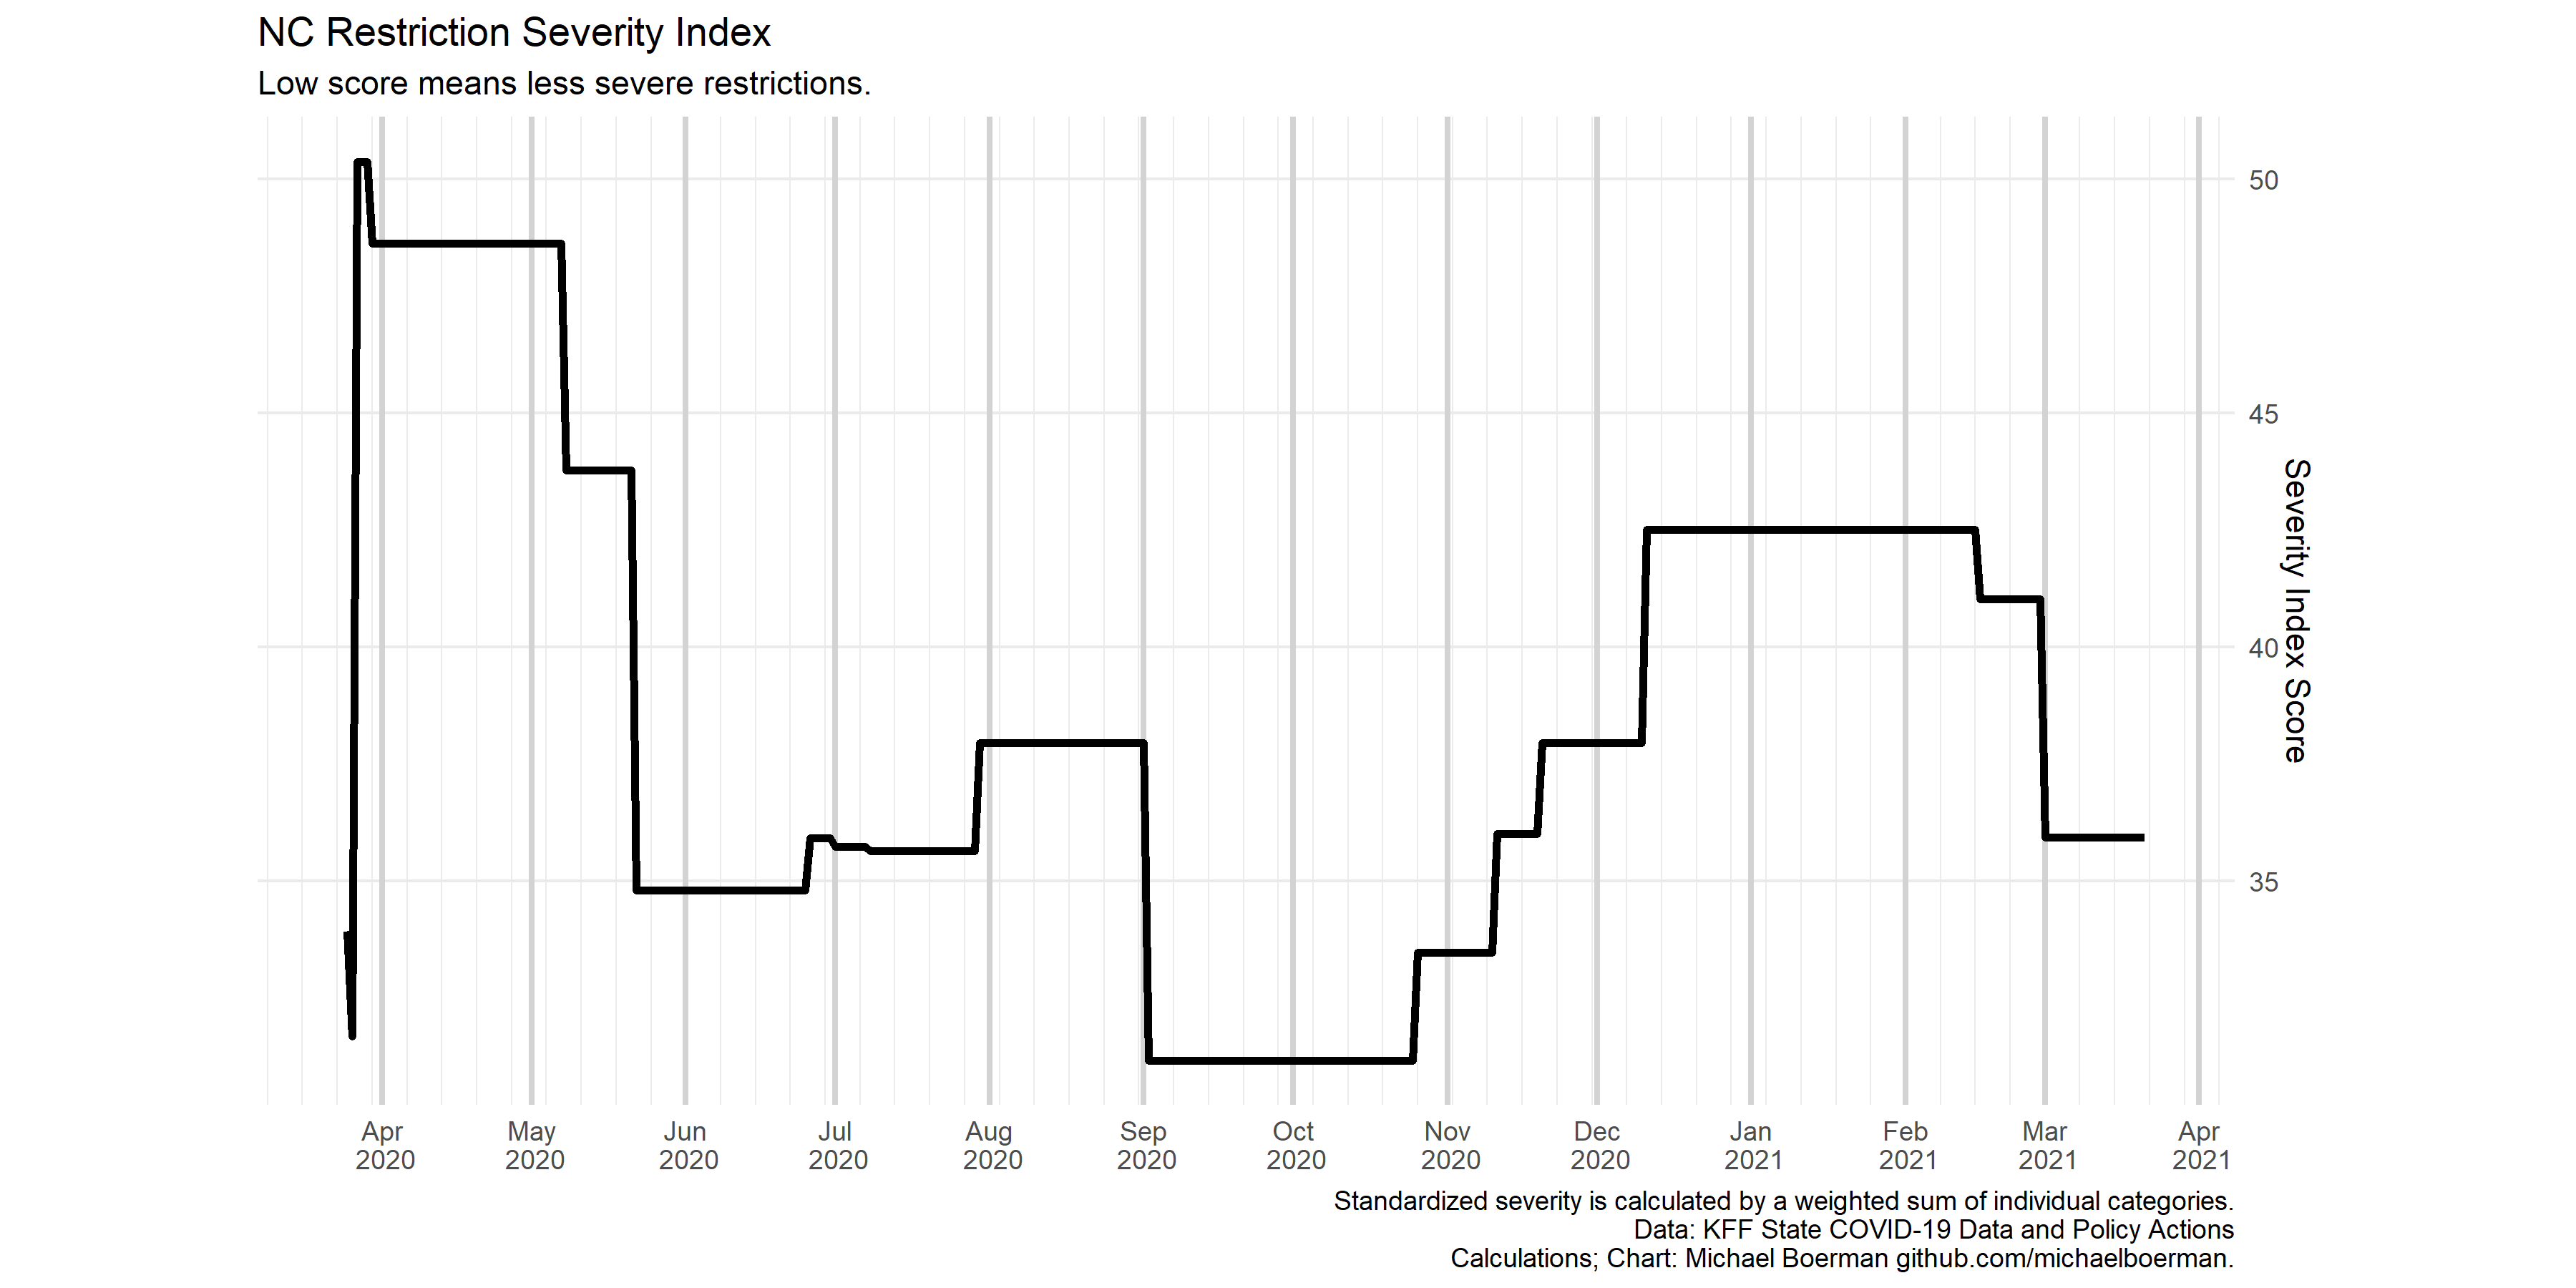 NC Restriction Severity Index
Low score means less severe restrictions.
50
45
40
35
Severity Index Score
Apr May Jun Jul Aug Sep Oct Nov Dec Jan Feb Mar Apr
2020 2020 2020 2020 2020 2020 2020 2020 2020 2021 2021 2021 2021
Standardized severity is calculated by a weighted sum of individual categories.
Data: KFF State COVID-19 Data and Policy Actions
Calculations; Chart: Michael Boerman github.com/michaelboerman.